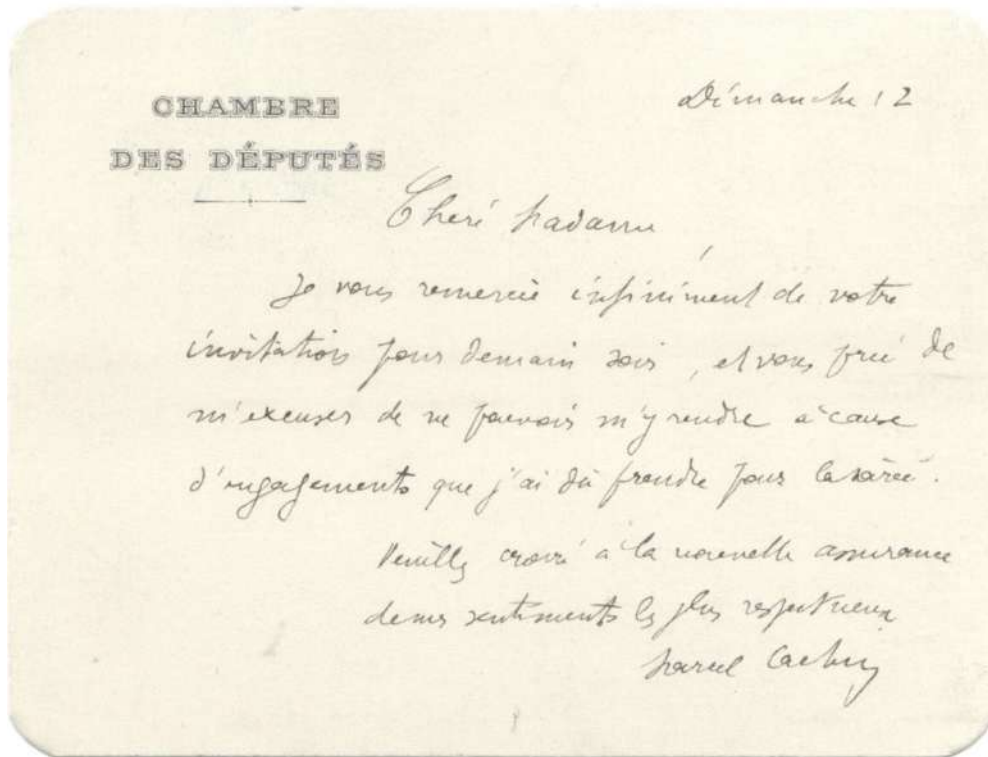 CHAMBRE
DES DÉPUTÉS
Dimanche 12
Chère Madame,
Je vous remercie infiniment de votre
invitation pour demain soir, et vous prie de
m'excuser de ne pouvoir m'y rendre à cause
d'engagements que j'ai dû prendre pour la soirée.
Veuillez croire à la nouvelle assurance
de mes sentiments les plus respectueux
Marcel Cachin